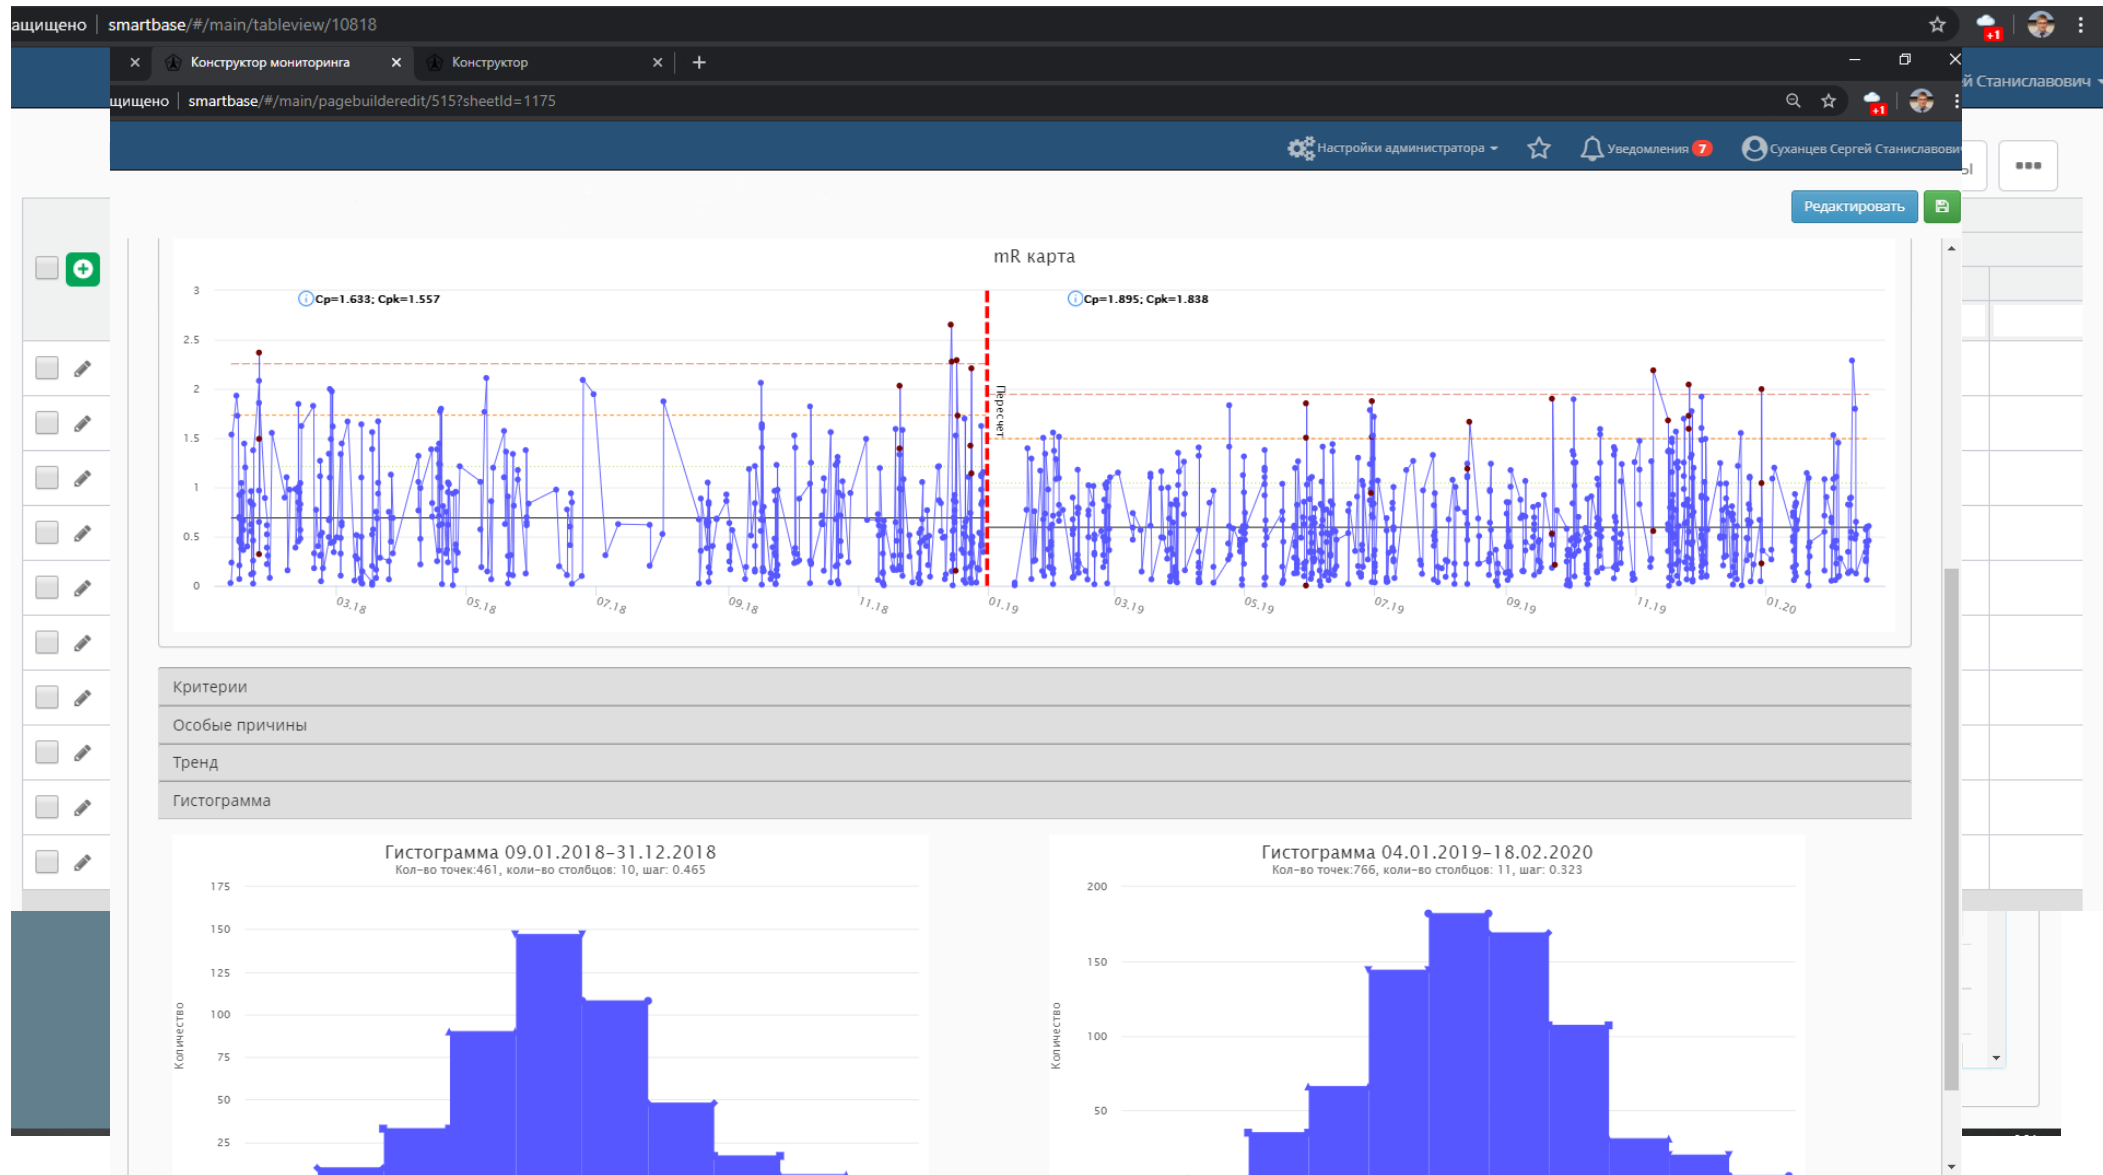 ащищено | smartbase/#/main/tableview/10818
+1
й Станиславович
Конструктор мониторинга
Конструктор
щищено | smartbase/#/main/pagebuilderedit/515?sheetId=1175
+1
Настройки администратора
Уведомления 7
Суханцев Сергей Станиславови
ы
Редактировать
mR карта
Cp=1.633; Cpk=1.557
Cp=1.895; Cpk=1.838
3
2.5
2
1.5
1
0.5
0
Пересчет
03.18 05.18 07.18 09.18 11.18 01.19 03.19 05.19 07.19 09.19 11.19 01.20
Критерии
Особые причины
Тренд
Гистограмма
Гистограмма 09.01.2018-31.12.2018
Кол-во точек:461, коли-во столбцов: 10, шаг: 0.465
175
150
125
100
75
50
25
Количество
Гистограмма 04.01.2019-18.02.2020
Кол-во точек:766, коли-во столбцов: 11, шаг: 0.323
200
150
100
50
Количество